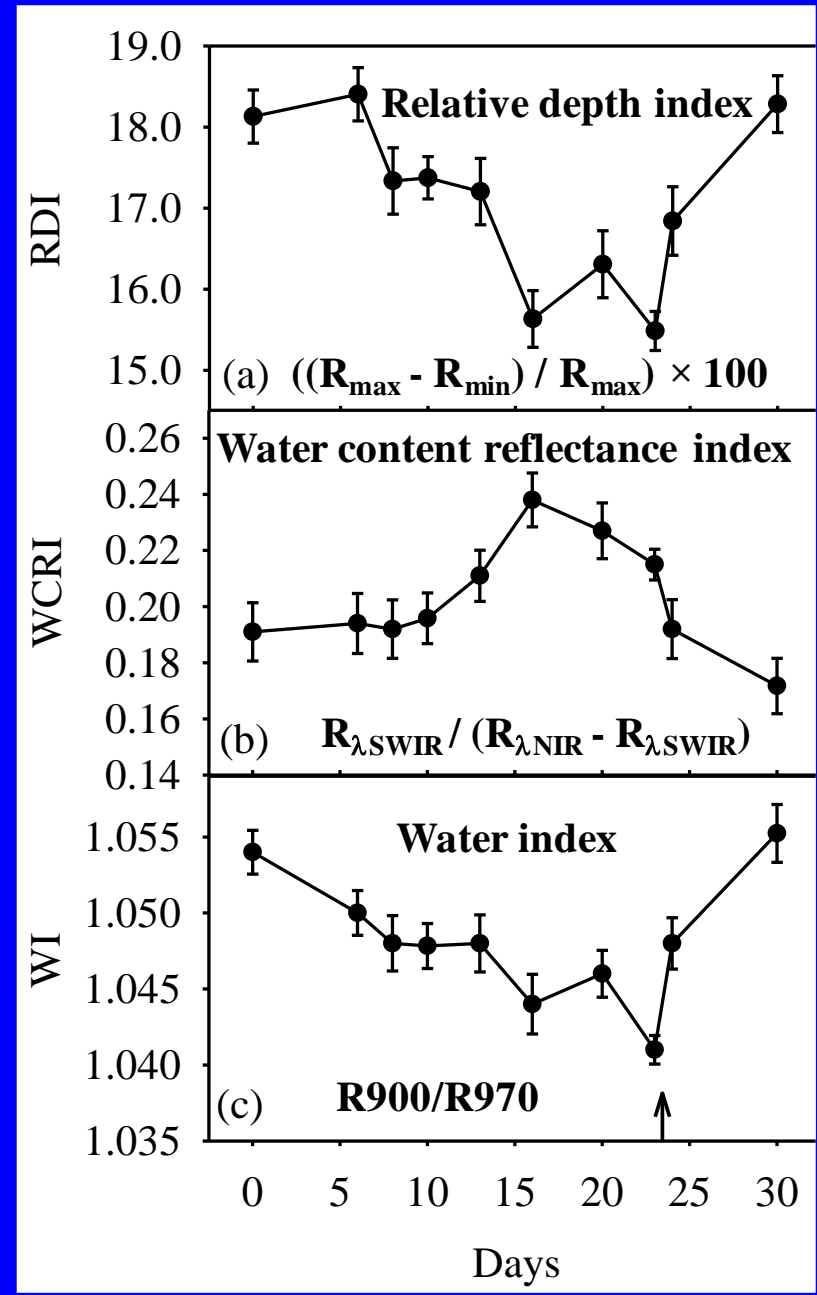 19.0
18.0
17.0
16.0
15.0
RDI
Relative depth index
(a) ((Rmax - Rmin) / Rmax) × 100
0.26
0.24
0.22
0.20
0.18
0.16
0.14
WCRI
Water content reflectance index
(b) RλSWIR / (RλNIR - RλSWIR)
1.055
1.050
1.045
1.040
1.035
WI
Water index
(c) R900/R970
0 5 10 15 20 25 30
Days